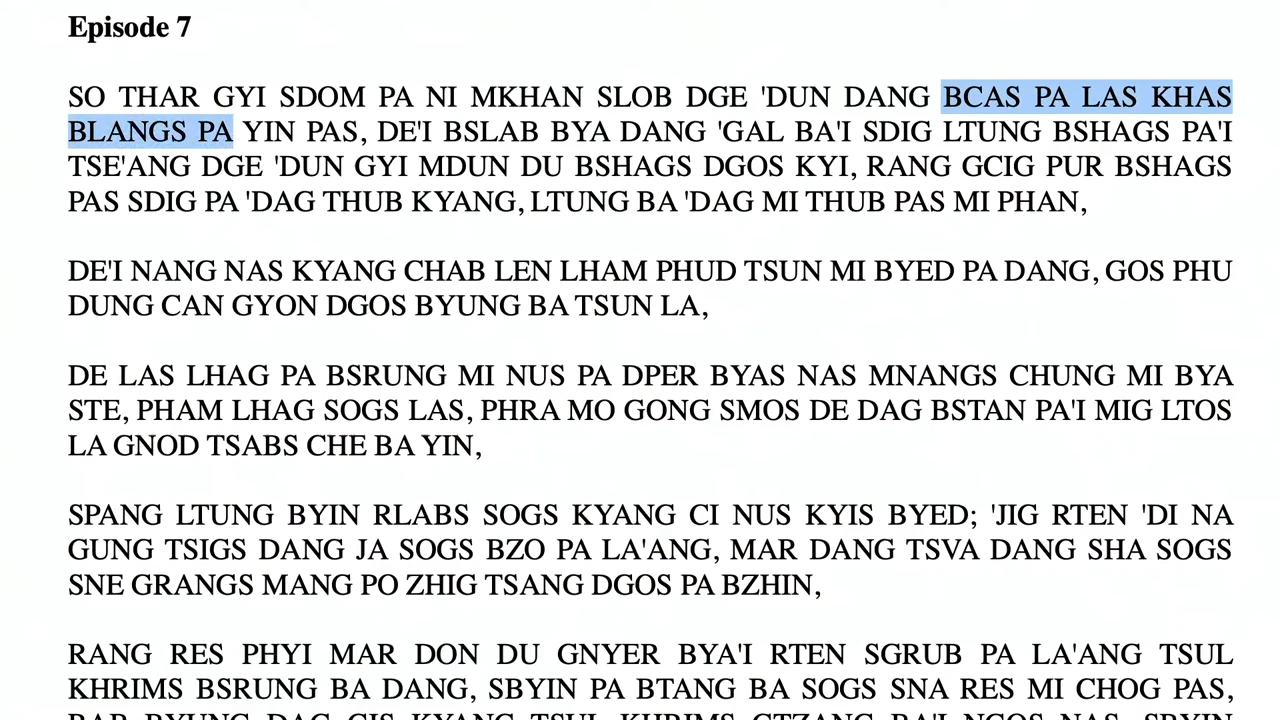 Episode 7
SO THAR GYI SDOM PA NI MKHAN SLOB DGE 'DUN DANG BCAS PA LAS KHAS
BLANGS PA YIN PAS, DE'I BSLAB BYA DANG 'GAL BA'I SDIG LTUNG BSHAGS PA'I
TSE'ANG DGE 'DUN GYI MDUN DU BSHAGS DGOS KYI, RANG GCIG PUR BSHAGS
PAS SDIG PA 'DAG THUB KYANG, LTUNG BA 'DAG MI THUB PAS MI PHAN,
DE'I NANG NAS KYANG CHAB LEN LHAM PHUD TSUN MI BYED PA DANG, GOS PHU
DUNG CAN GYON DGOS BYUNG BA TSUN LA,
DE LAS LHAG PA BSRUNG MI NUS PA DPER BYAS NAS MNANGS CHUNG MI BYA
STE, PHAM LHAG SOGS LAS, PHRA MO GONG SMOS DE DAG BSTAN PA'I MIG LTOS
LA GNOD TSABS CHE BA YIN,
SPANG LTUNG BYIN RLABS SOGS KYANG CI NUS KYIS BYED; 'JIG RTEN 'DI NA
GUNG TSIGS DANG JA SOGS BZO PA LA'ANG, MAR DANG TSVA DANG SHA SOGS
SNE GRANGS MANG PO ZHIG TSANG DGOS PA BZHIN,
RANG RES PHYI MAR DON DU GNYER BYA'I RTEN SGRUB PA LA'ANG TSUL
KHRIMS BSRUNG BA DANG, SBYIN PA BTANG BA SOGS SNA RES MI CHOG PAS,